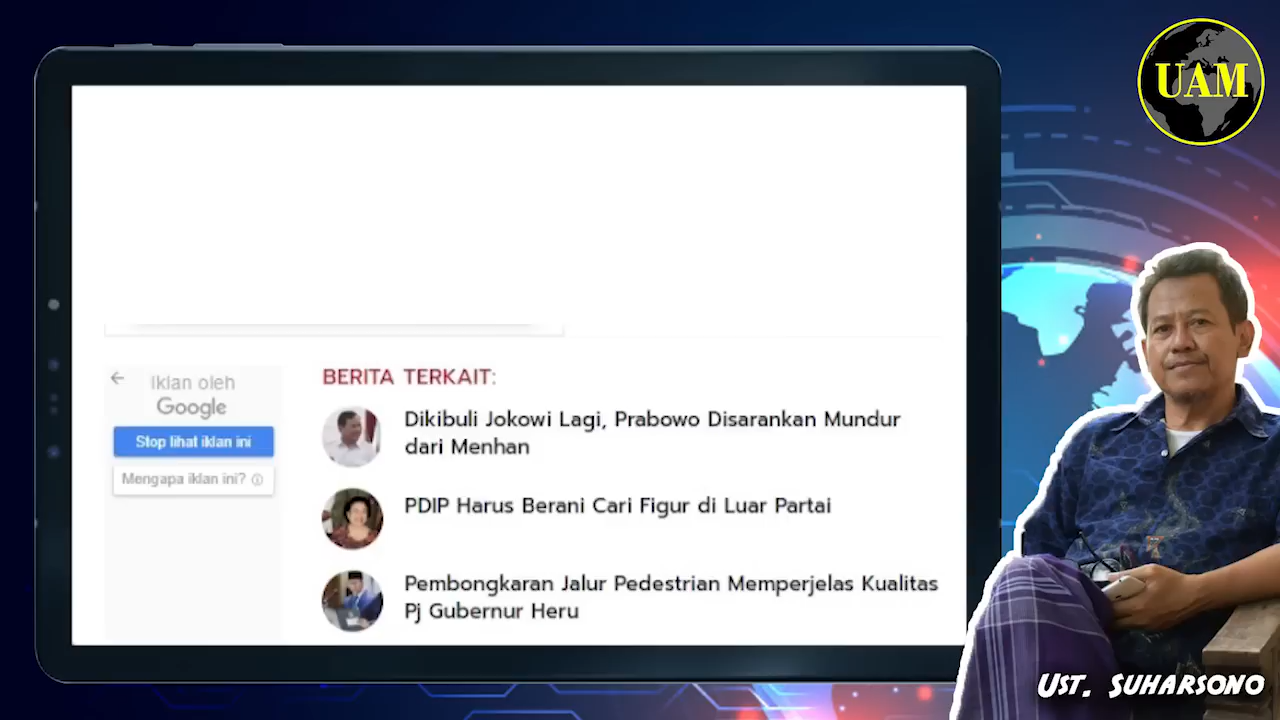 UAM
Iklan oleh
Google
Stop lihat iklan ini
Mengapa iklan ini?
BERITA TERKAIT:
Dikibuli Jokowi Lagi, Prabowo Disarankan Mundur
dari Menhan
PDIP Harus Berani Cari Figur di Luar Partai
Pembongkaran Jalur Pedestrian Memperjelas Kualitas
Pj Gubernur Heru
UST. SUHARSONO